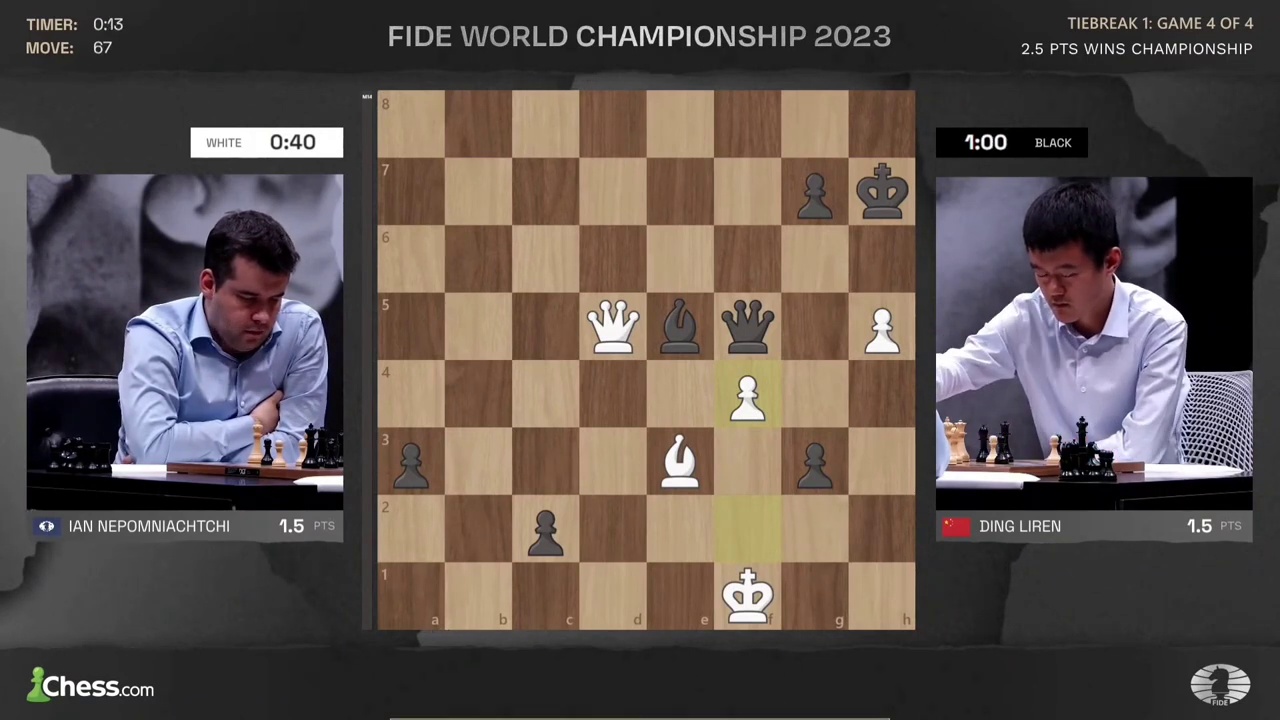 TIMER: 0:13
MOVE: 67
FIDE WORLD CHAMPIONSHIP 2023
TIEBREAK 1: GAME 4 OF 4
2.5 PTS WINS CHAMPIONSHIP
WHITE 0:40
1:00 BLACK
M14
8
7
6
5
4
3
2
1
a b c d e f g h
IAN NEPOMNIACHTCHI 1.5 PTS
DING LIREN 1.5 PTS
Chess.com
FIDE